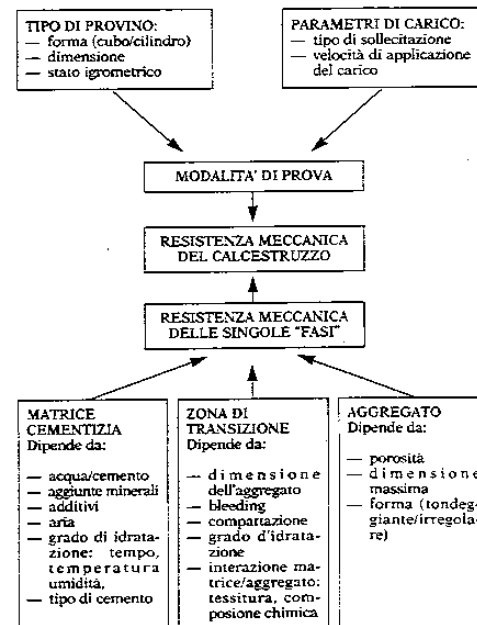 TIPO DI PROVINO:
— forma (cubo/cilindro)
— dimensione
— stato igrometrico
PARAMETRI DI CARICO:
— tipo di sollecitazione
— velocità di applicazione
del carico
MODALITA' DI PROVA
RESISTENZA MECCANICA
DEL CALCESTRUZZO
RESISTENZA MECCANICA
DELLE SINGOLE "FASI"
MATRICE
CEMENTIZIA
Dipende da:
— acqua/cemento
— aggiunte minerali
— additivi
— aria
— grado di idrata-
zione: tempo,
temperatura
umidità,
— tipo di cemento
ZONA DI
TRANSIZIONE
Dipende da:
— dimensione
dell'aggregato
— bleeding
— compattazione
— grado d'idrata-
zione
— interazione ma-
trice/aggregato:
tessitura, com-
posione chimica
AGGREGATO
Dipende da:
— porosità
— dimensione
massima
— forma (tondeg-
giante/irregola-
re)